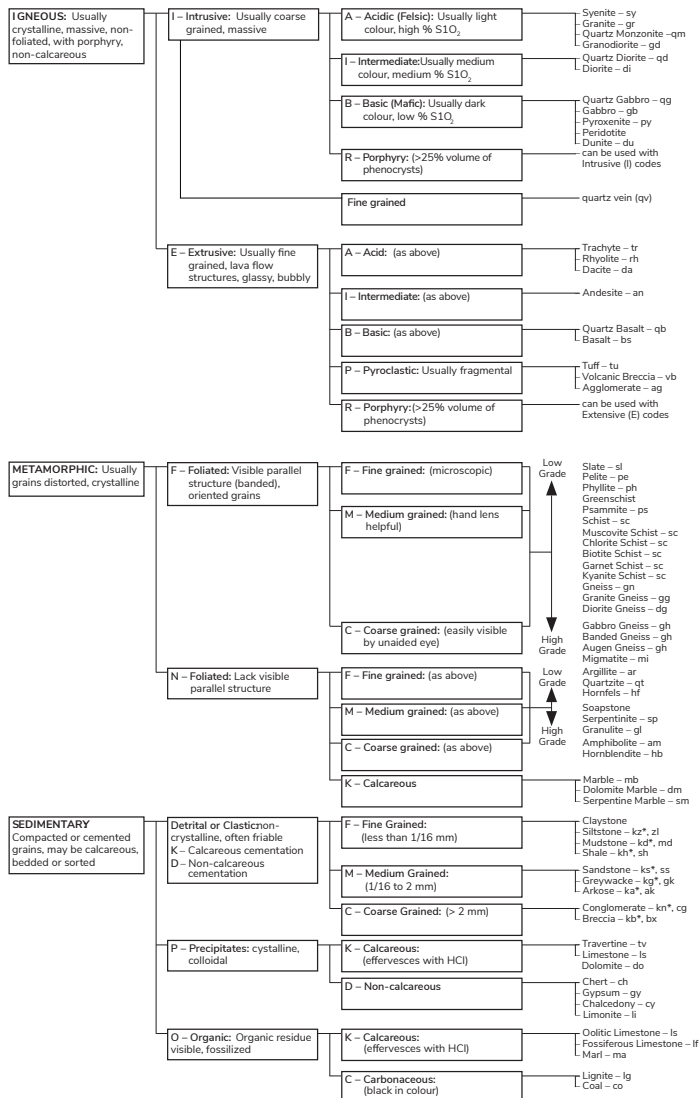 IGNEOUS: Usually
crystalline, massive, non-
foliated, with porphyry,
non-calcareous
I – Intrusive: Usually coarse
grained, massive
A – Acidic (Felsic): Usually light
colour, high % S1O2
Syenite – sy
Granite – gr
Quartz Monzonite –qm
Granodiorite – gd
I – Intermediate:Usually medium
colour, medium % S1O2
Quartz Diorite – qd
Diorite – di
B – Basic (Mafic): Usually dark
colour, low % S1O2
Quartz Gabbro – qg
Gabbro – gb
Pyroxenite – py
Peridotite
Dunite – du
R – Porphyry: (>25% volume of
phenocrysts)
can be used with
Intrusive (I) codes
Fine grained
quartz vein (qv)
E – Extrusive: Usually fine
grained, lava flow
structures, glassy, bubbly
A – Acid: (as above)
Trachyte – tr
Rhyolite – rh
Dacite – da
I – Intermediate: (as above)
Andesite – an
B – Basic: (as above)
Quartz Basalt – qb
Basalt – bs
P – Pyroclastic: Usually fragmental
Tuff – tu
Volcanic Breccia – vb
Agglomerate – ag
R – Porphyry:(>25% volume of
phenocrysts)
can be used with
Extensive (E) codes
METAMORPHIC: Usually
grains distorted, crystalline
F – Foliated: Visible parallel
structure (banded),
oriented grains
F – Fine grained: (microscopic)
M – Medium grained: (hand lens
helpful)
C – Coarse grained: (easily visible
by unaided eye)
Low
Grade
High
Grade
Slate – sl
Pelite – pe
Phyllite – ph
Greenschist
Psammite – ps
Schist – sc
Muscovite Schist – sc
Chlorite Schist – sc
Biotite Schist – sc
Garnet Schist – sc
Kyanite Schist – sc
Gneiss – gn
Granite Gneiss – gg
Diorite Gneiss – dg
Gabbro Gneiss – gh
Banded Gneiss – gh
Augen Gneiss – gh
Migmatite – mi
N – Foliated: Lack visible
parallel structure
F – Fine grained: (as above)
M – Medium grained: (as above)
C – Coarse grained: (as above)
Low
Grade
High
Grade
Argillite – ar
Quartzite – qt
Hornfels – hf
Soapstone
Serpentinite – sp
Granulite – gl
Amphibolite – am
Hornblendite – hb
K – Calcareous
Marble – mb
Dolomite Marble – dm
Serpentine Marble – sm
SEDIMENTARY
Compacted or cemented
grains, may be calcareous,
bedded or sorted
Detrital or Clasticnon-
crystalline, often friable
K – Calcareous cementation
D – Non-calcareous
cementation
F – Fine Grained:
(less than 1/16 mm)
Claystone
Siltstone – kz*, zl
Mudstone – kd*, md
Shale – kh*, sh
M – Medium Grained:
(1/16 to 2 mm)
Sandstone – ks*, ss
Greywacke – kg*, gk
Arkose – ka*, ak
C – Coarse Grained: (> 2 mm)
Conglomerate – kn*, cg
Breccia – kb*, bx
P – Precipitates: cystalline,
colloidal
K – Calcareous:
(effervesces with HCl)
Travertine – tv
Limestone – ls
Dolomite – do
D – Non-calcareous
Chert – ch
Gypsum – gy
Chalcedony – cy
Limonite – li
O – Organic: Organic residue
visible, fossilized
K – Calcareous:
(effervesces with HCl)
Oolitic Limestone – ls
Fossiferous Limestone – lf
Marl – ma
C – Carbonaceous:
(black in colour)
Lignite – lg
Coal – co